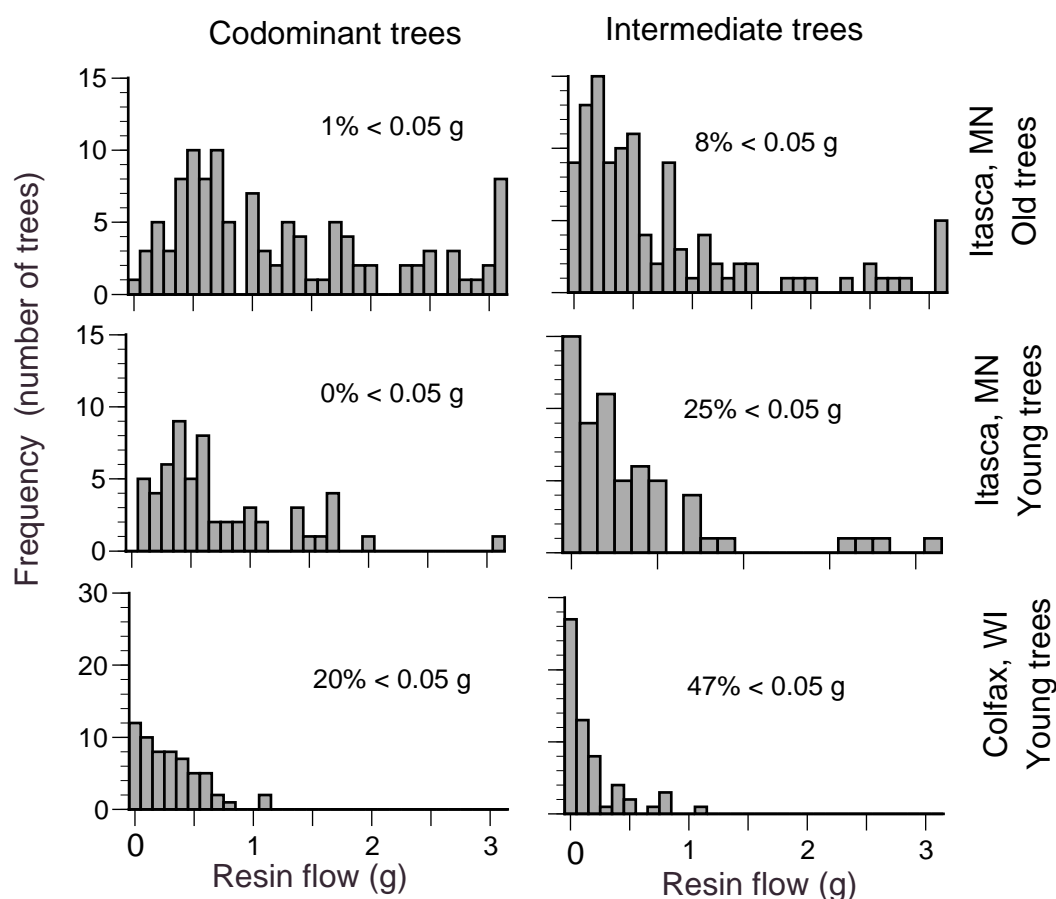 Codominant trees
Intermediate trees
Frequency (number of trees)
15
10
5
0
1% < 0.05 g
8% < 0.05 g
Itasca, MN
Old trees
15
10
5
0
0% < 0.05 g
25% < 0.05 g
Itasca, MN
Young trees
30
20
10
0
20% < 0.05 g
47% < 0.05 g
Colfax, WI
Young trees
0 1 2 3
0 1 2 3
Resin flow (g)
Resin flow (g)